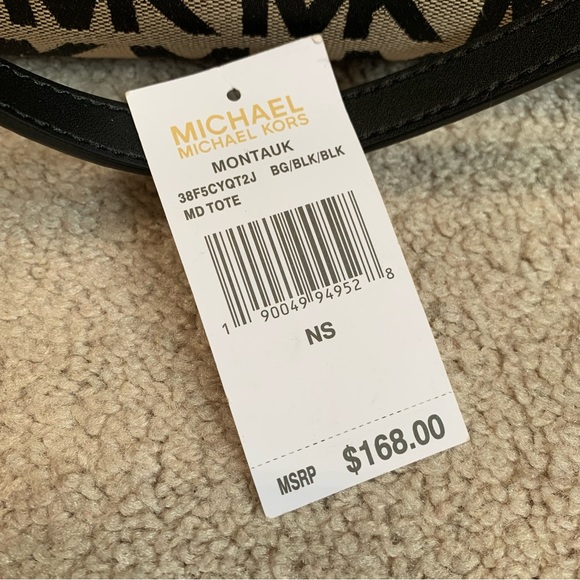 MICHAEL
MICHAEL KORS
MONTAUK
38F5CYQT2J BG/BLK/BLK
MD TOTE
1 90049 94952 8
NS
MSRP $168.00